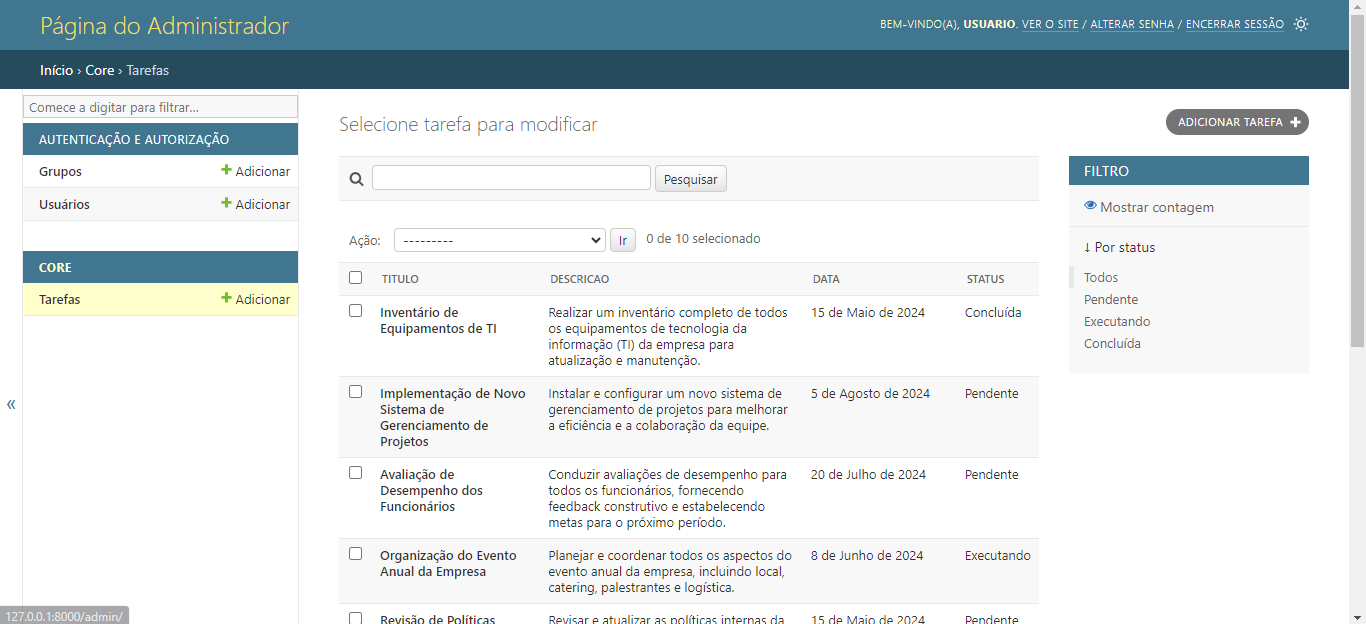 Página do Administrador
BEM-VINDO(A), USUARIO. VER O SITE / ALTERAR SENHA / ENCERRAR SESSÃO
Início › Core › Tarefas
Comece a digitar para filtrar...
AUTENTICAÇÃO E AUTORIZAÇÃO
Grupos + Adicionar
Usuários + Adicionar
CORE
Tarefas + Adicionar
«
Selecione tarefa para modificar
ADICIONAR TAREFA +
Pesquisar
Ação: --------- Ir 0 de 10 selecionado
TITULO DESCRICAO DATA STATUS
Inventário de
Equipamentos de TI
Realizar um inventário completo de todos
os equipamentos de tecnologia da
informação (TI) da empresa para
atualização e manutenção.
15 de Maio de 2024
Concluída
Implementação de Novo
Sistema de
Gerenciamento de
Projetos
Instalar e configurar um novo sistema de
gerenciamento de projetos para melhorar
a eficiência e a colaboração da equipe.
5 de Agosto de 2024
Pendente
Avaliação de
Desempenho dos
Funcionários
Conduzir avaliações de desempenho para
todos os funcionários, fornecendo
feedback construtivo e estabelecendo
metas para o próximo período.
20 de Julho de 2024
Pendente
Organização do Evento
Anual da Empresa
Planejar e coordenar todos os aspectos do
evento anual da empresa, incluindo local,
catering, palestrantes e logística.
8 de Junho de 2024
Executando
Revisão de Políticas
Revisar e atualizar as políticas internas da
15 de Maio de 2024
Pendente
FILTRO
Mostrar contagem
↓ Por status
Todos
Pendente
Executando
Concluída
127.0.0.1:8000/admin/